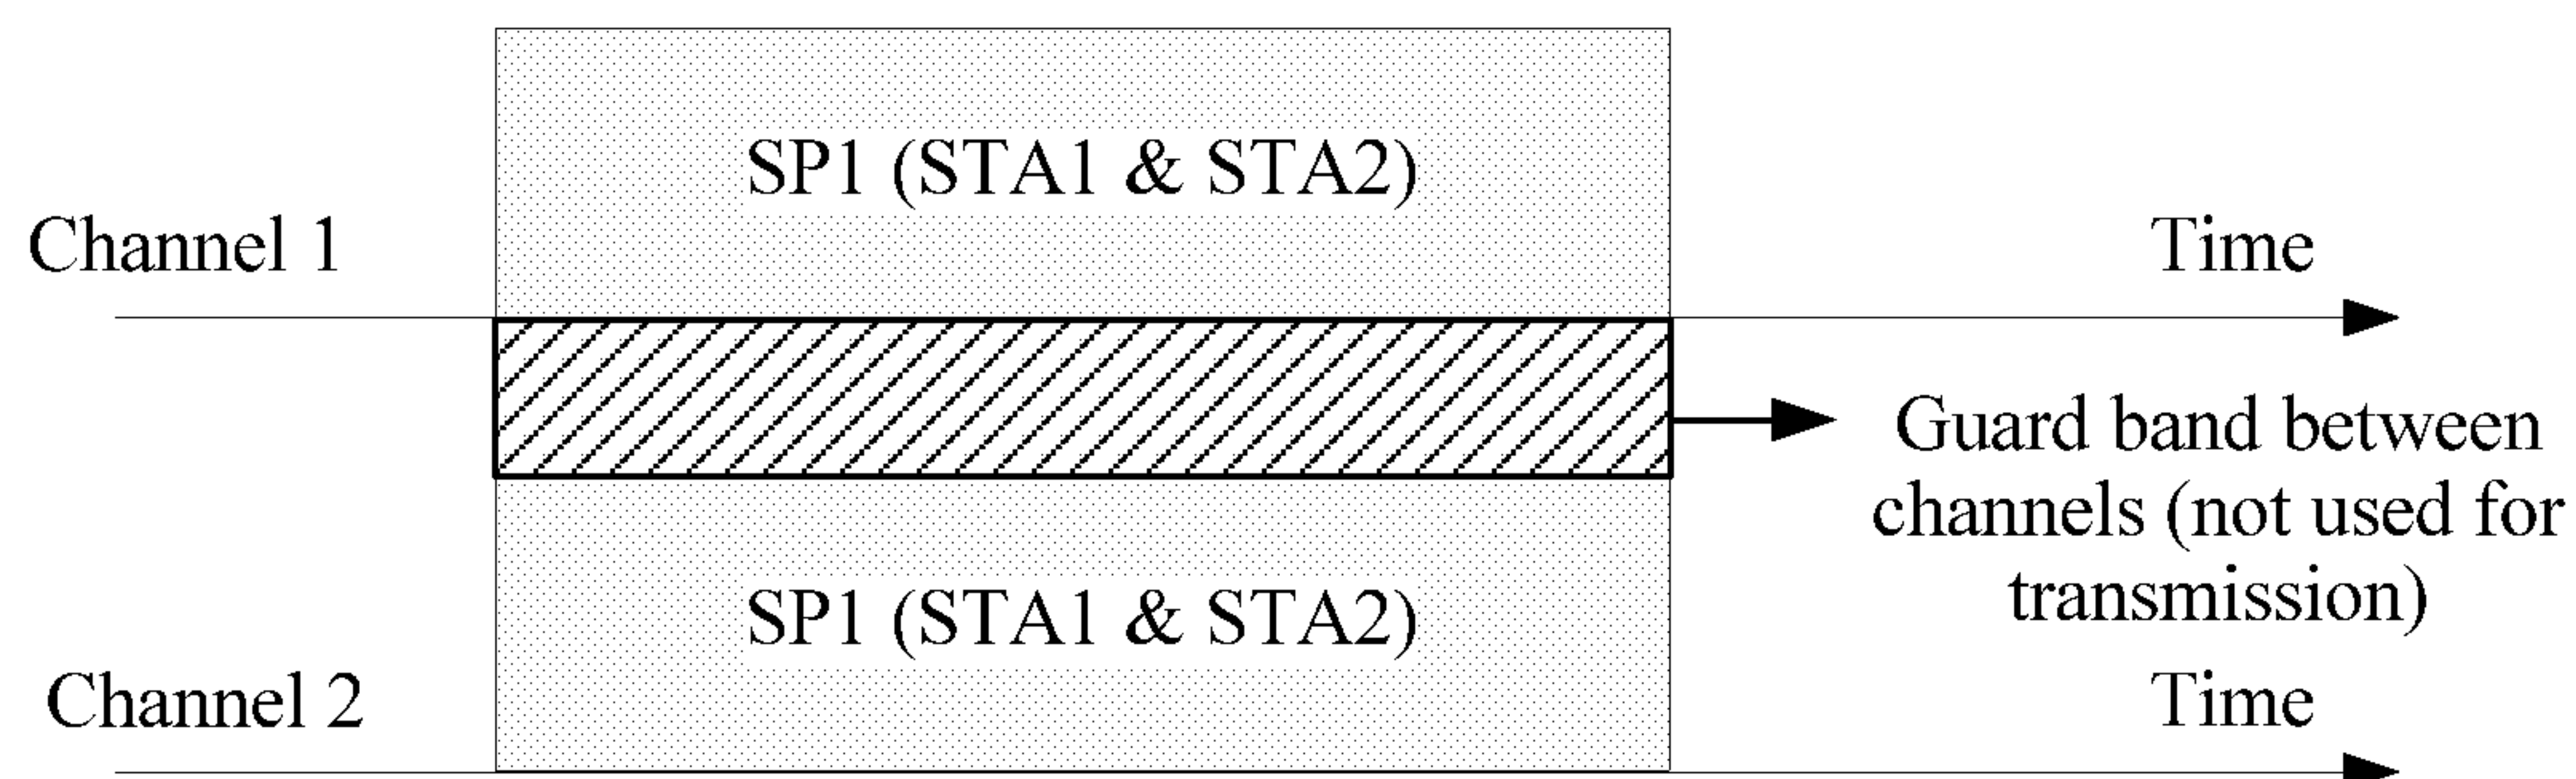 SP1 (STA1 & STA2)
Channel 1
Time
Guard band between
channels (not used for
transmission)
SP1 (STA1 & STA2)
Channel 2
Time